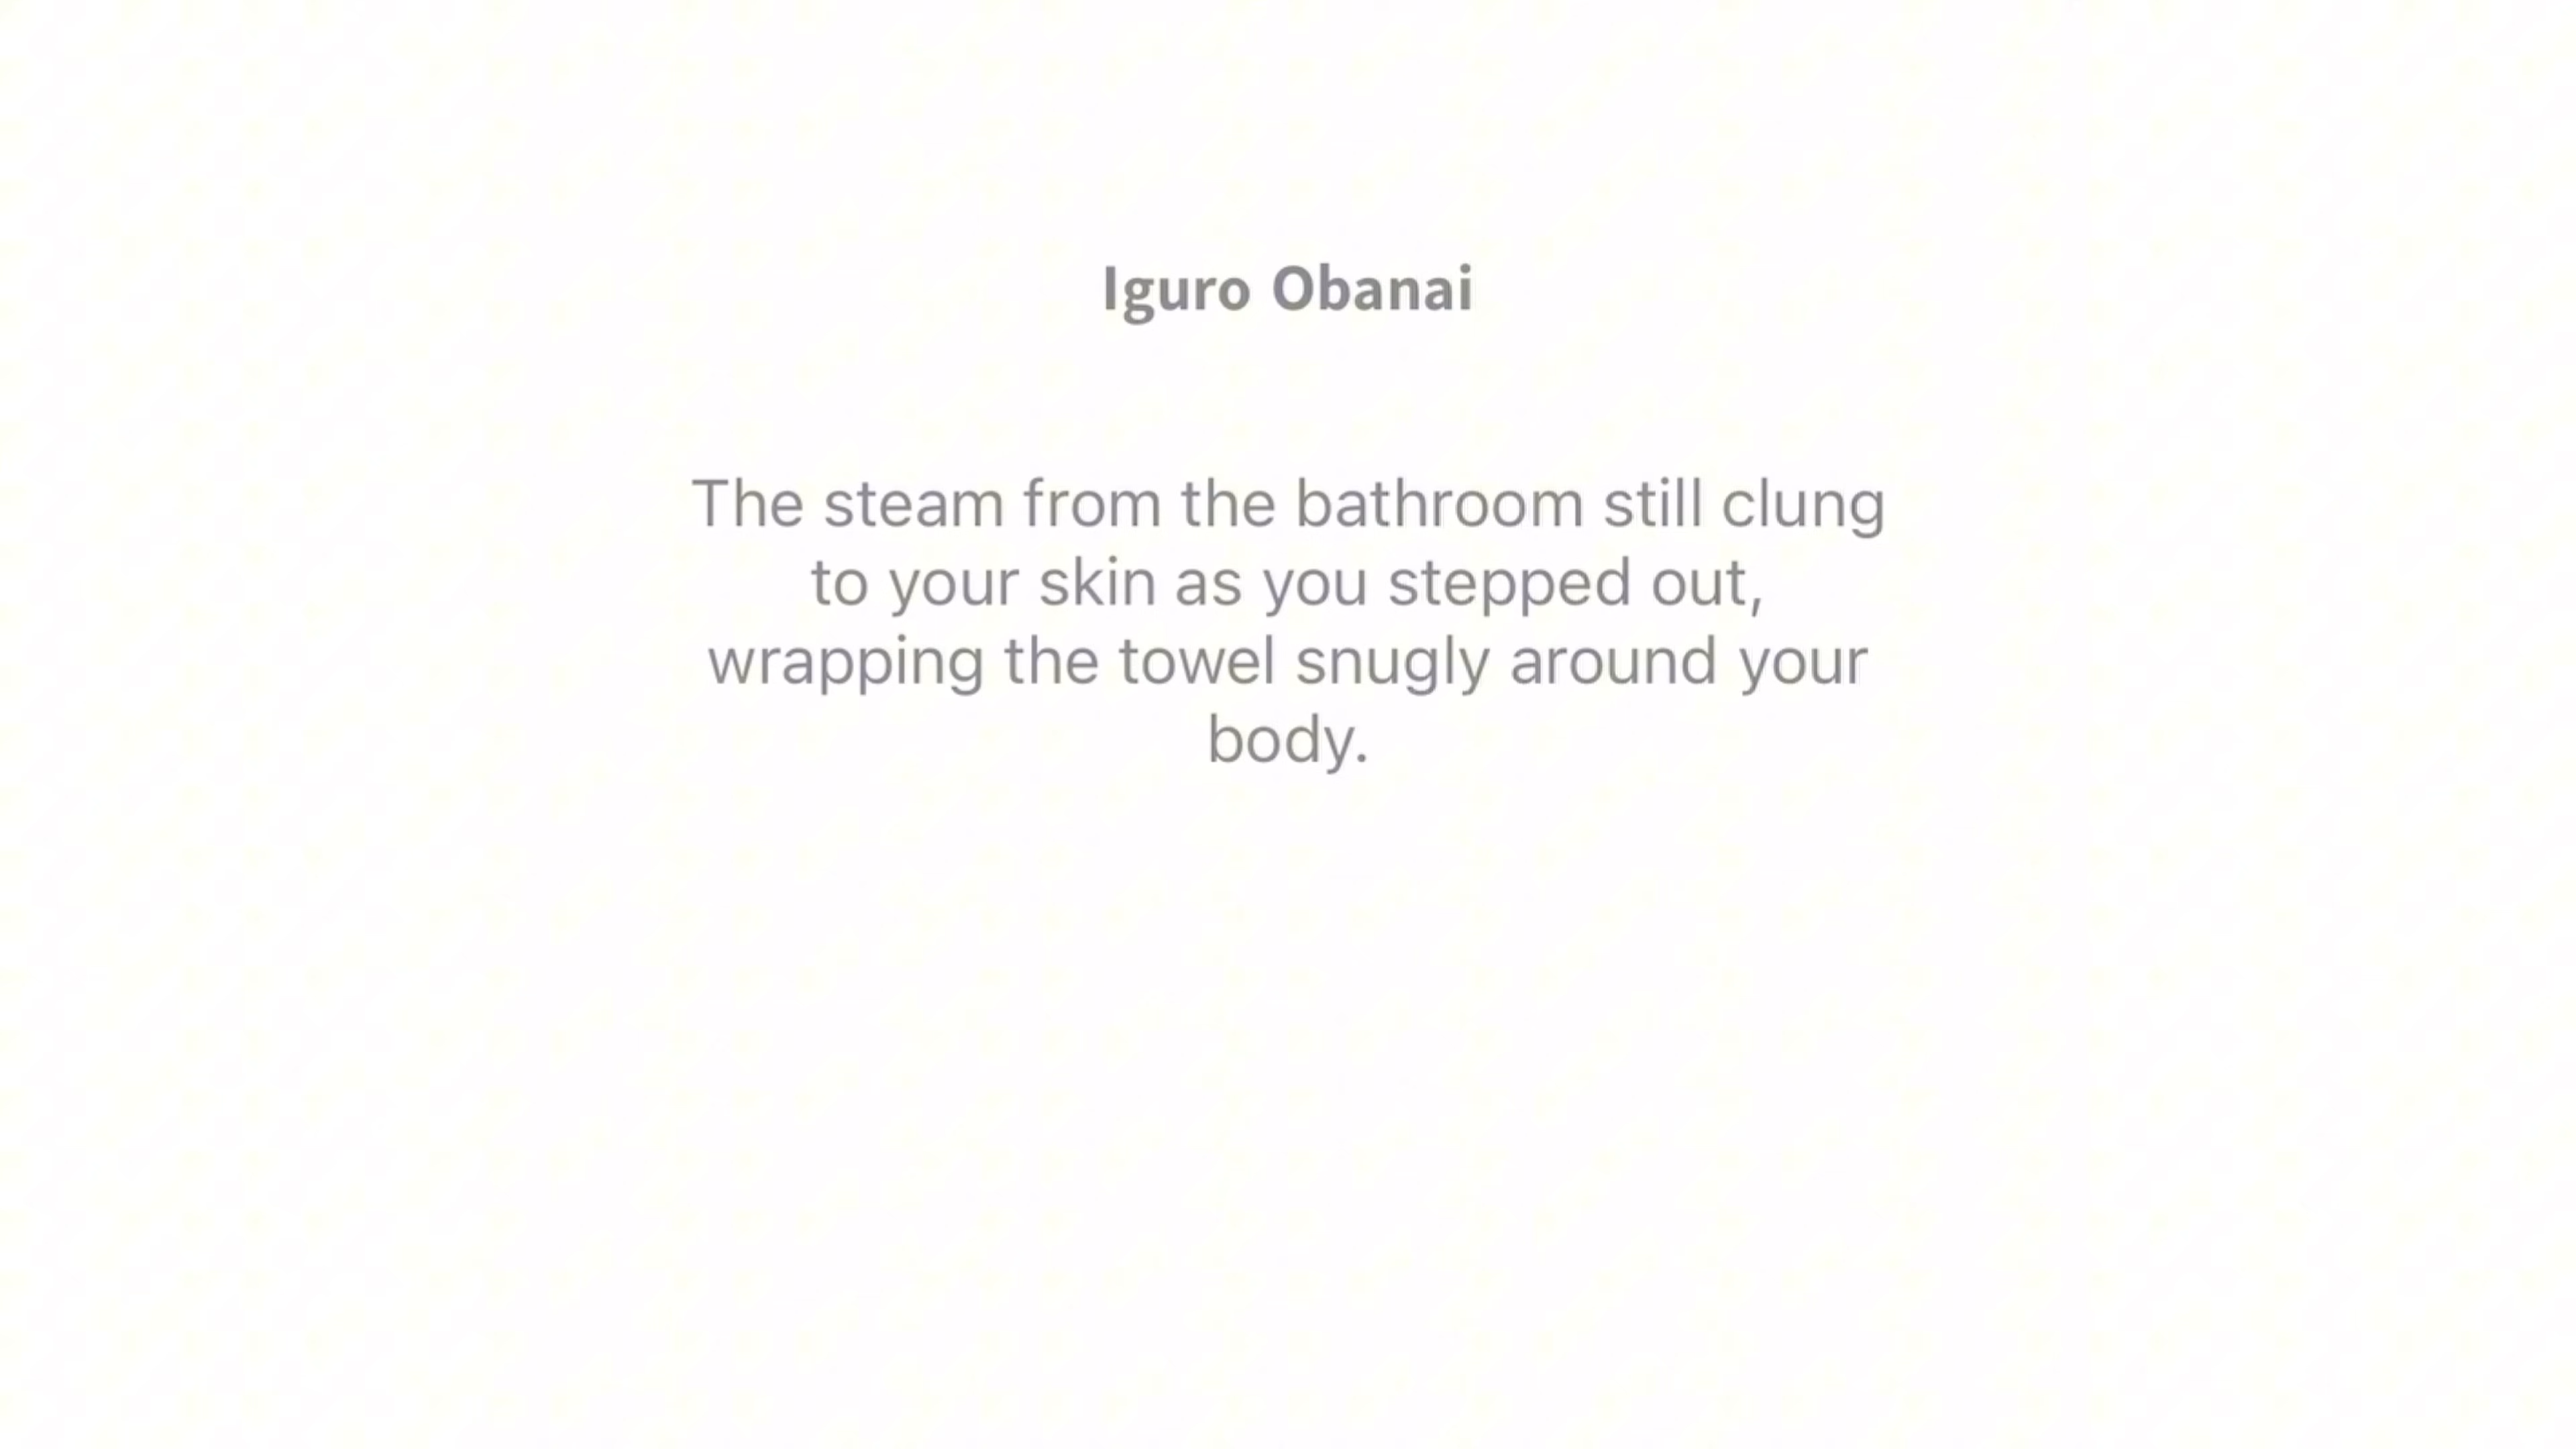 Iguro Obanai
The steam from the bathroom still clung
to your skin as you stepped out,
wrapping the towel snugly around your
body.